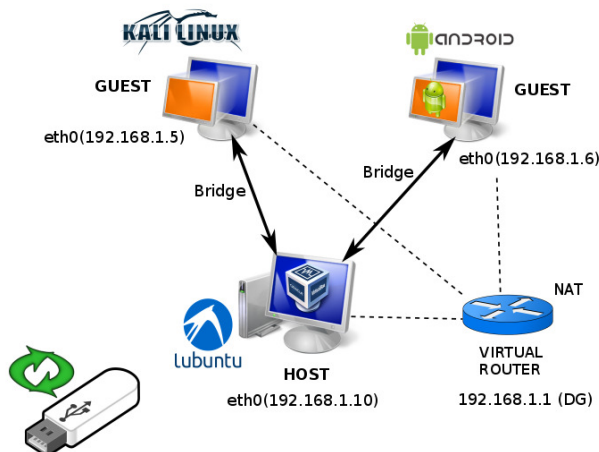 KALI LINUX
ANDROID
GUEST
GUEST
eth0(192.168.1.5)
eth0(192.168.1.6)
Bridge
Bridge
NAT
Lubuntu
HOST
eth0(192.168.1.10)
VIRTUAL
ROUTER
192.168.1.1 (DG)